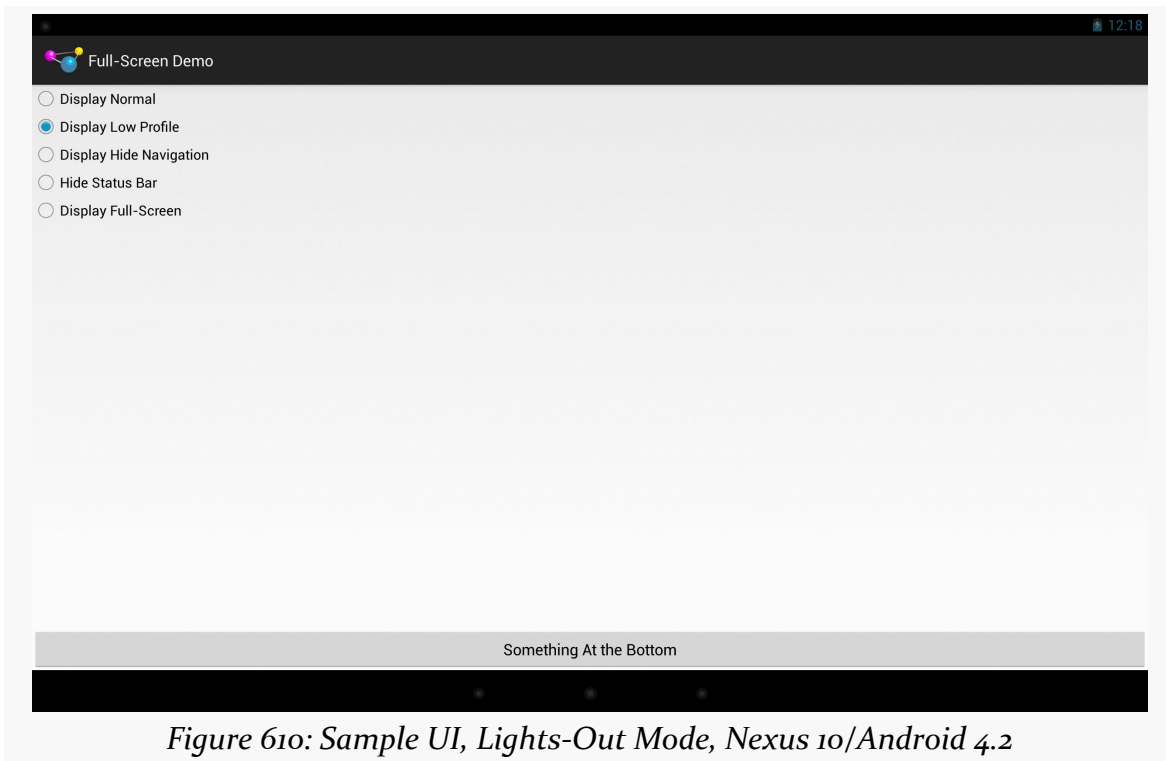 12:18
Full-Screen Demo
Display Normal
Display Low Profile
Display Hide Navigation
Hide Status Bar
Display Full-Screen
Something At the Bottom
Figure 610: Sample UI, Lights-Out Mode, Nexus 10/Android 4.2